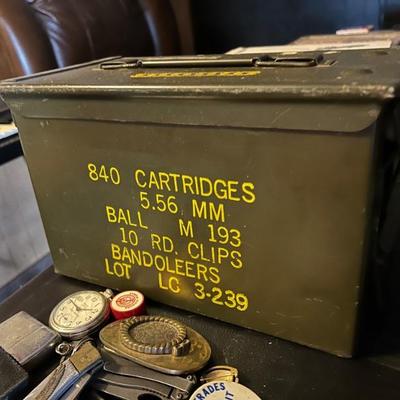 840 CARTRIDGES
5.56 MM
BALL M 193
10 RD. CLIPS
BANDOLEERS
LOT LC 3-239